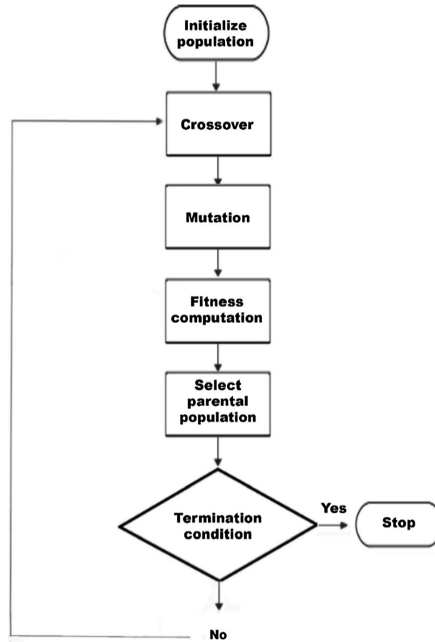 Initialize
population
Crossover
Mutation
Fitness
computation
Select
parental
population
Termination
condition
Yes
Stop
No